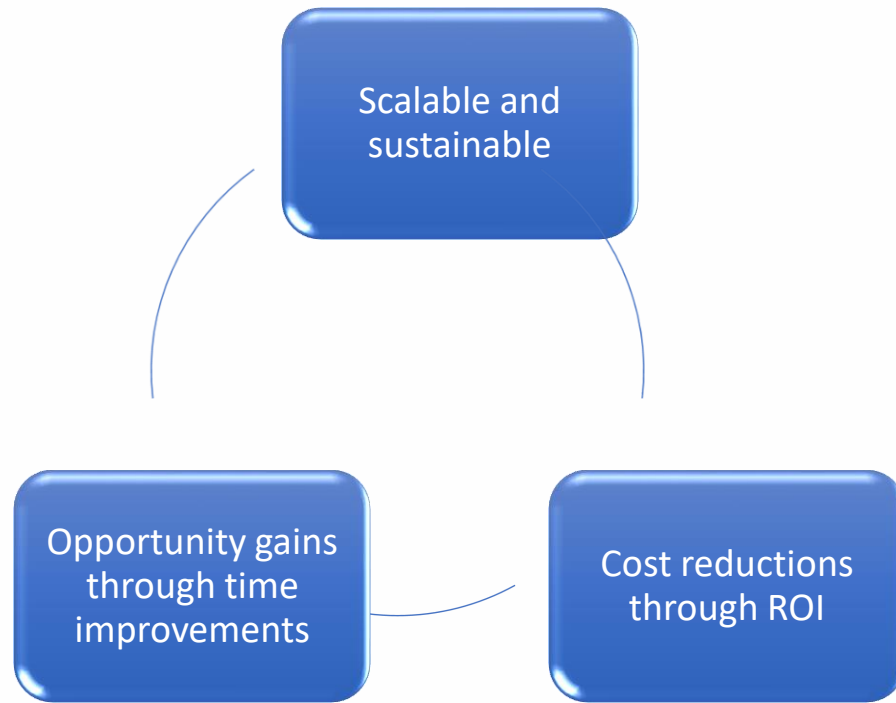 Scalable and
sustainable
Opportunity gains
through time
improvements
Cost reductions
through ROI